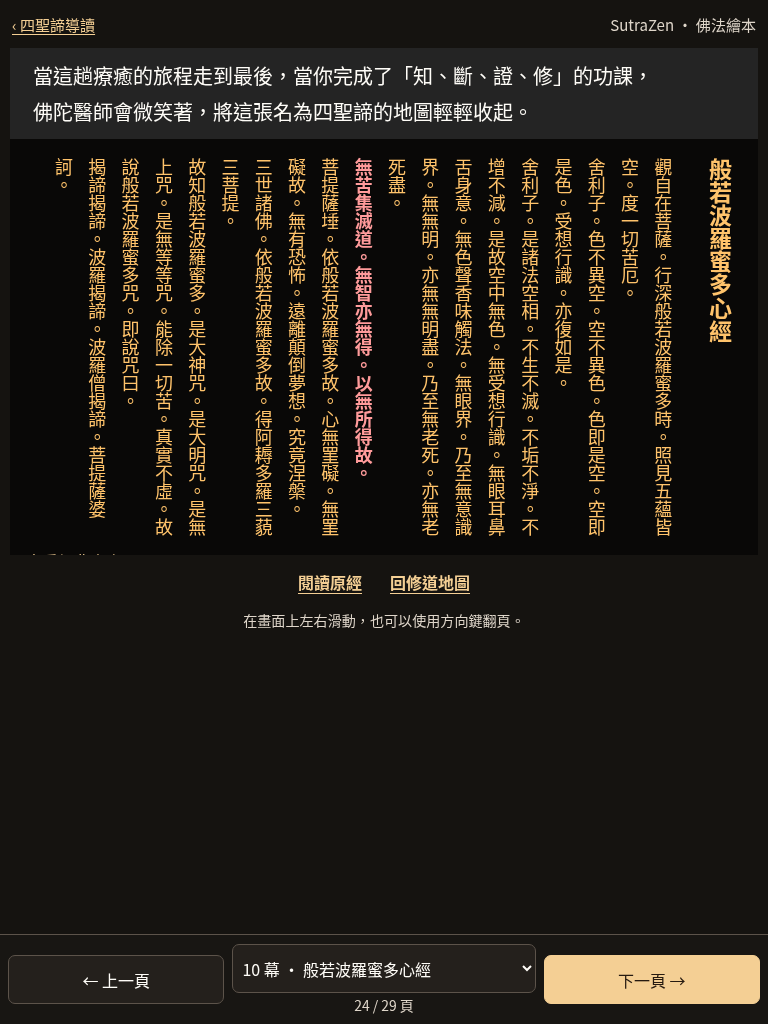 ‹ 四聖諦導讀
SutraZen · 佛法繪本
當這趟療癒的旅程走到最後，當你完成了「知、斷、證、修」的功課，
佛陀醫師會微笑著，將這張名為四聖諦的地圖輕輕收起。
般若波羅蜜多心經
觀自在菩薩。行深般若波羅蜜多時。照見五蘊皆
空。度一切苦厄。
舍利子。色不異空。空不異色。色即是空。空即
是色。受想行識。亦復如是。
舍利子。是諸法空相。不生不滅。不垢不淨。不
增不減。是故空中無色。無受想行識。無眼耳鼻
舌身意。無色聲香味觸法。無眼界。乃至無意識
界。無無明。亦無無明盡。乃至無老死。亦無老
死盡。
無苦集滅道。無智亦無得。以無所得故。
菩提薩埵。依般若波羅蜜多故。心無罣礙。無罣
礙故。無有恐怖。遠離顛倒夢想。究竟涅槃。
三世諸佛。依般若波羅蜜多故。得阿耨多羅三藐
三菩提。
故知般若波羅蜜多。是大神咒。是大明咒。是無
上咒。是無等等咒。能除一切苦。真實不虛。故
說般若波羅蜜多咒。即說咒曰。
揭諦揭諦。波羅揭諦。波羅僧揭諦。菩提薩婆
訶。
閱讀原經
回修道地圖
在畫面上左右滑動，也可以使用方向鍵翻頁。
← 上一頁
10 幕 · 般若波羅蜜多心經
下一頁 →
24 / 29 頁